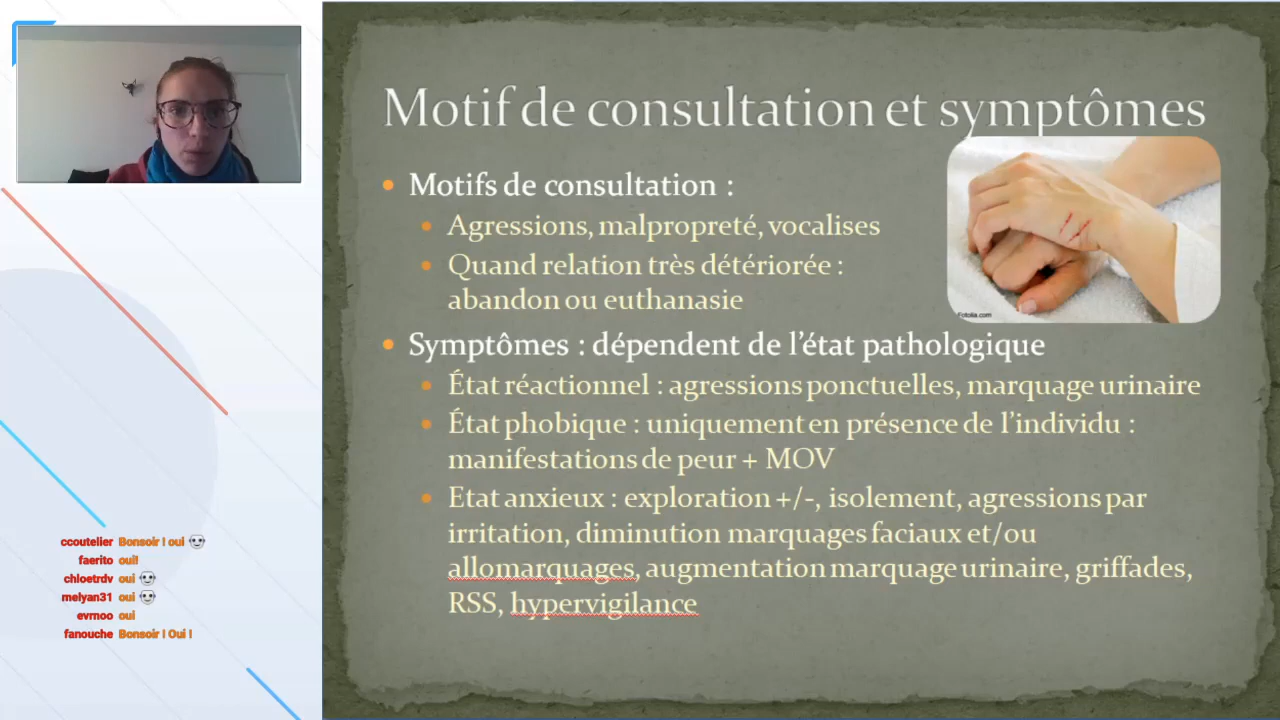 Motif de consultation et symptômes
• Motifs de consultation :
• Agressions, malpropreté, vocalises
• Quand relation très détériorée :
abandon ou euthanasie
Fotolia.com
• Symptômes : dépendent de l’état pathologique
• État réactionnel : agressions ponctuelles, marquage urinaire
• État phobique : uniquement en présence de l’individu :
manifestations de peur + MOV
• Etat anxieux : exploration +/-, isolement, agressions par
irritation, diminution marquages faciaux et/ou
allomarquages, augmentation marquage urinaire, griffades,
RSS, hypervigilance
ccoutelier Bonsoir ! oui
faerito oui!
chloetrdv oui
melyan31 oui
evrnoo oui
fanouche Bonsoir ! Oui !